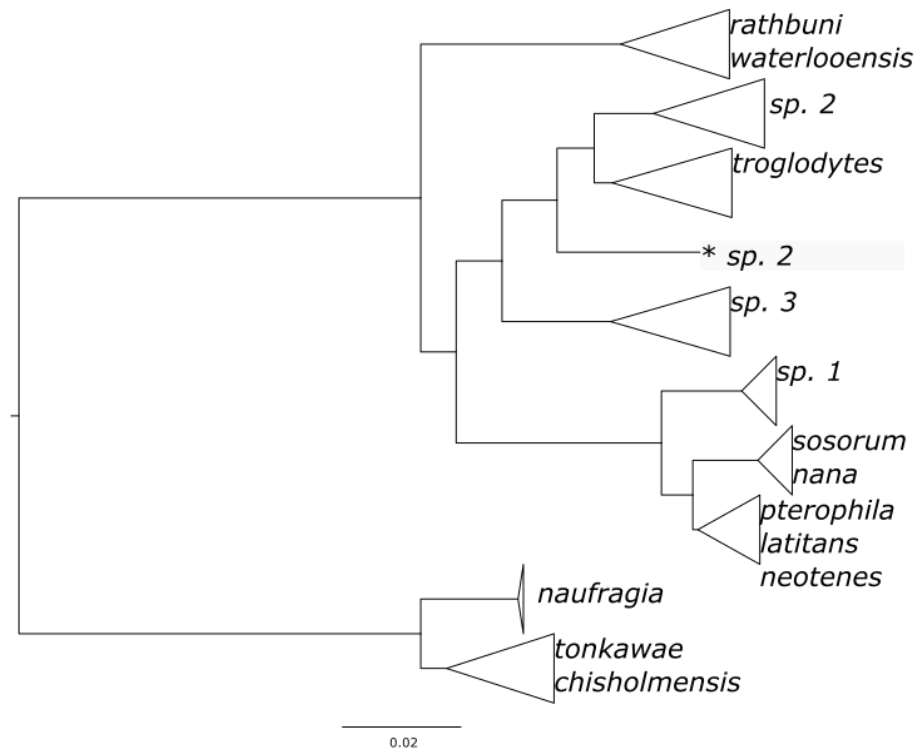 rathbuni
waterlooensis
sp. 2
troglodytes
* sp. 2
sp. 3
sp. 1
sosorum
nana
pterophila
latitans
neotenes
naufragia
tonkawae
chisholmensis
0.02